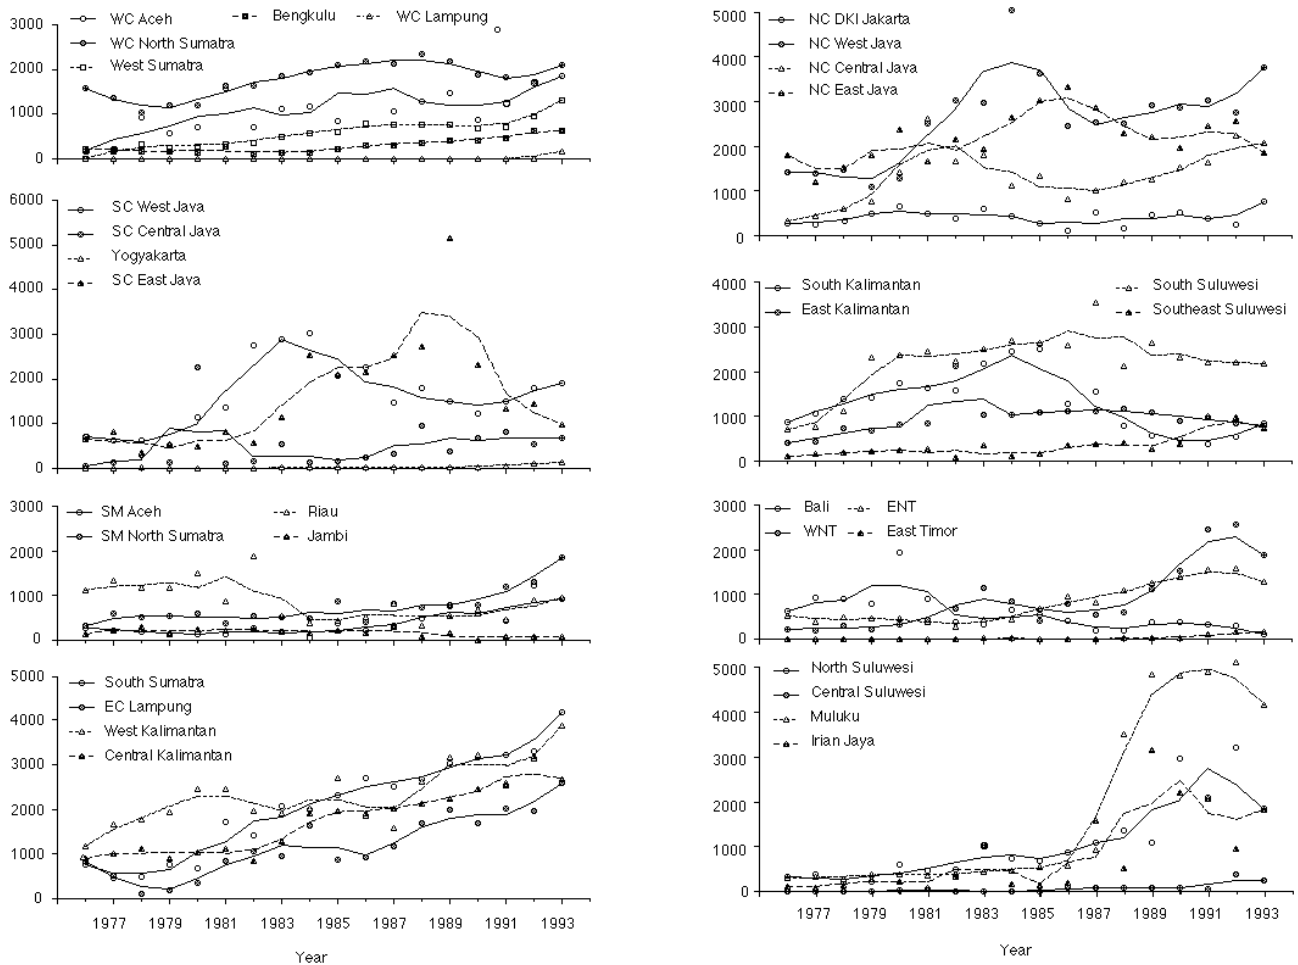 WC Aceh Bengkulu WC Lampung
WC North Sumatra
West Sumatra
3000
2000
1000
0
SC West Java
SC Central Java
Yogyakarta
SC East Java
6000
5000
4000
3000
2000
1000
0
SM Aceh Riau
SM North Sumatra Jambi
3000
2000
1000
0
South Sumatra
EC Lampung
West Kalimantan
Central Kalimantan
5000
4000
3000
2000
1000
0
1977 1979 1981 1983 1985 1987 1989 1991 1993
Year
NC DKI Jakarta
NC West Java
NC Central Java
NC East Java
5000
4000
3000
2000
1000
0
South Kalimantan South Suluwesi
East Kalimantan Southeast Suluwesi
4000
3000
2000
1000
0
Bali ENT
WNT East Timor
3000
2000
1000
0
North Suluwesi
Central Suluwesi
Muluku
Irian Jaya
5000
4000
3000
2000
1000
0
1977 1979 1981 1983 1985 1987 1989 1991 1993
Year